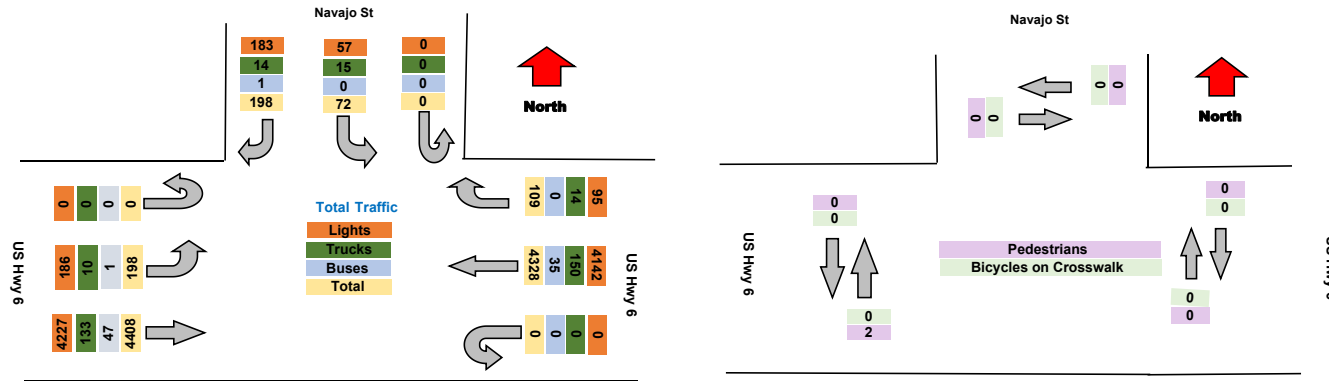 Navajo St
183 57 0
14 15 0
1 0 0
198 72 0
North
0 0 0 0
109 0 14 95
Total Traffic
Lights
Trucks
Buses
Total
US Hwy 6
186 10 1 198
4328 35 150 4142
US Hwy 6
4227 133 47 4408
0 0 0 0
Navajo St
0 0
0 0
North
0
0
0
0
US Hwy 6
Pedestrians
Bicycles on Crosswalk
0
2
0
0